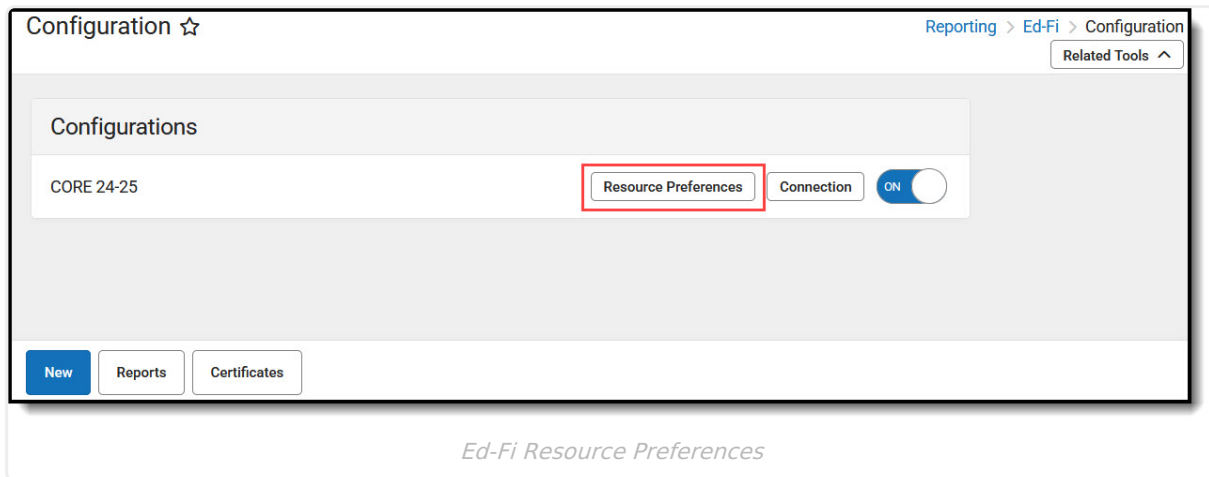 Configuration
Reporting > Ed-Fi > Configuration
Related Tools
Configurations
CORE 24-25
Resource Preferences
Connection
ON
New
Reports
Certificates
Ed-Fi Resource Preferences